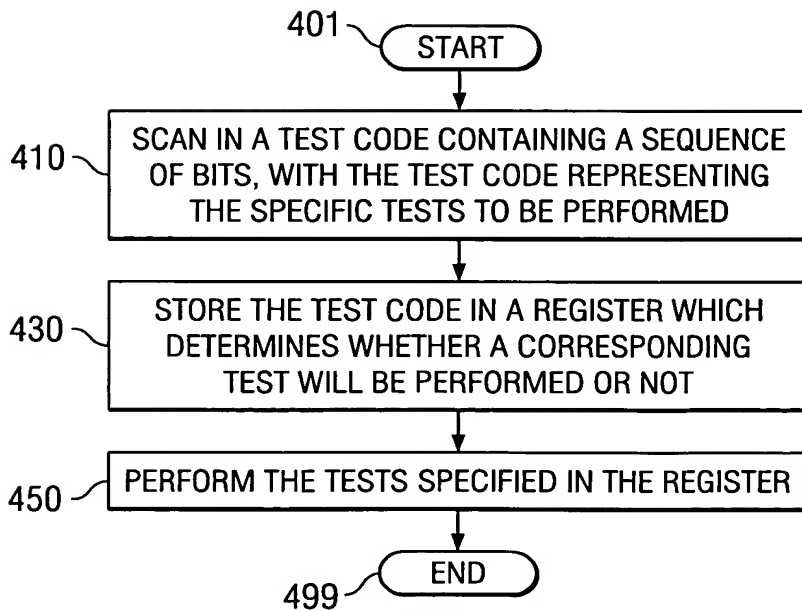 401
START
410
SCAN IN A TEST CODE CONTAINING A SEQUENCE
OF BITS, WITH THE TEST CODE REPRESENTING
THE SPECIFIC TESTS TO BE PERFORMED
430
STORE THE TEST CODE IN A REGISTER WHICH
DETERMINES WHETHER A CORRESPONDING
TEST WILL BE PERFORMED OR NOT
450
PERFORM THE TESTS SPECIFIED IN THE REGISTER
499
END